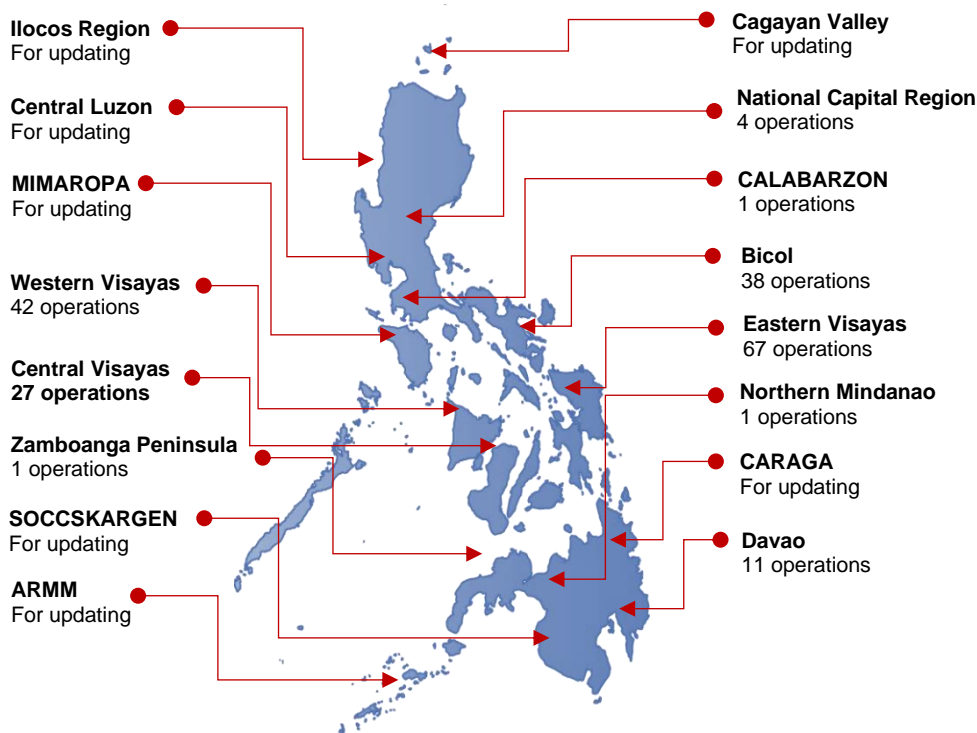 Ilocos Region
For updating
Central Luzon
For updating
MIMAROPA
For updating
Western Visayas
42 operations
Central Visayas
27 operations
Zamboanga Peninsula
1 operations
SOCCSKARGEN
For updating
ARMM
For updating
Cagayan Valley
For updating
National Capital Region
4 operations
CALABARZON
1 operations
Bicol
38 operations
Eastern Visayas
67 operations
Northern Mindanao
1 operations
CARAGA
For updating
Davao
11 operations